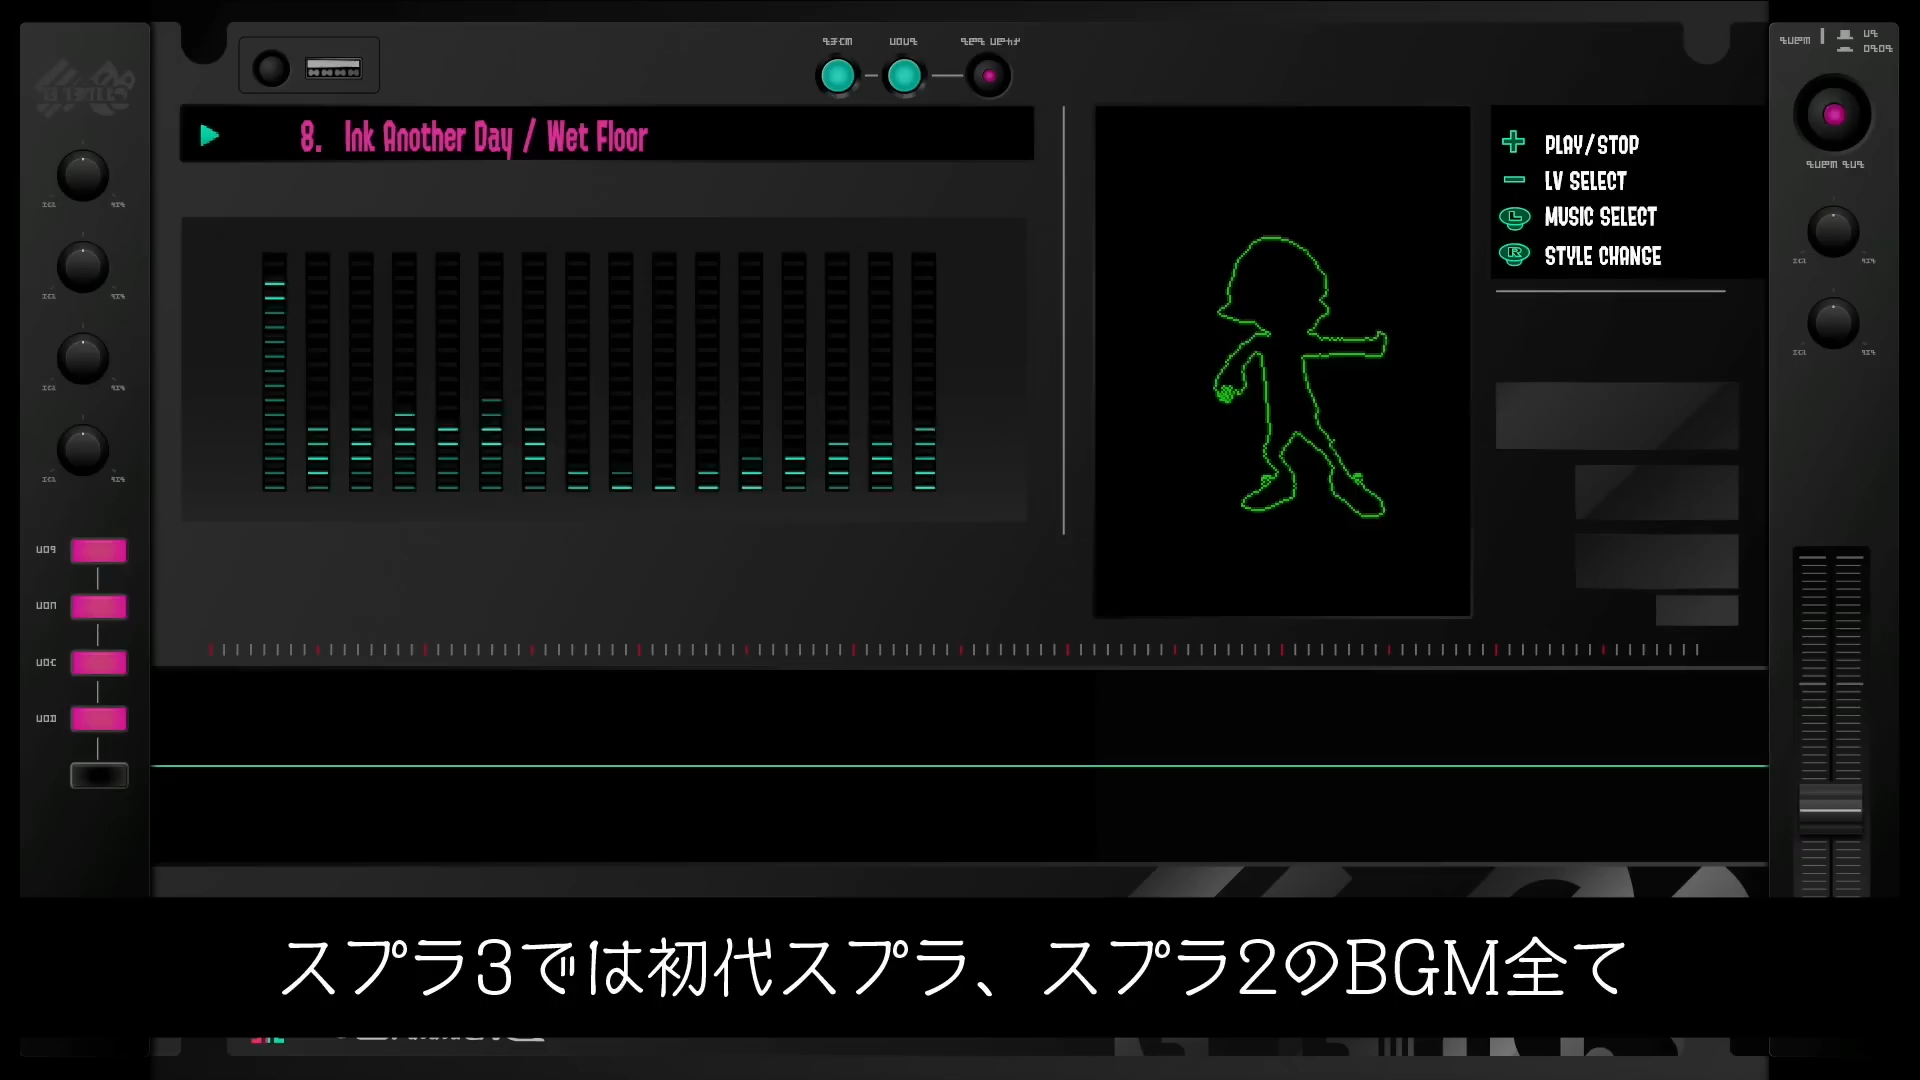 8. Ink Another Day / Wet Floor
PLAY/STOP
LV SELECT
L MUSIC SELECT
R STYLE CHANGE
スプラ3では初代スプラ、スプラ2のBGM全て